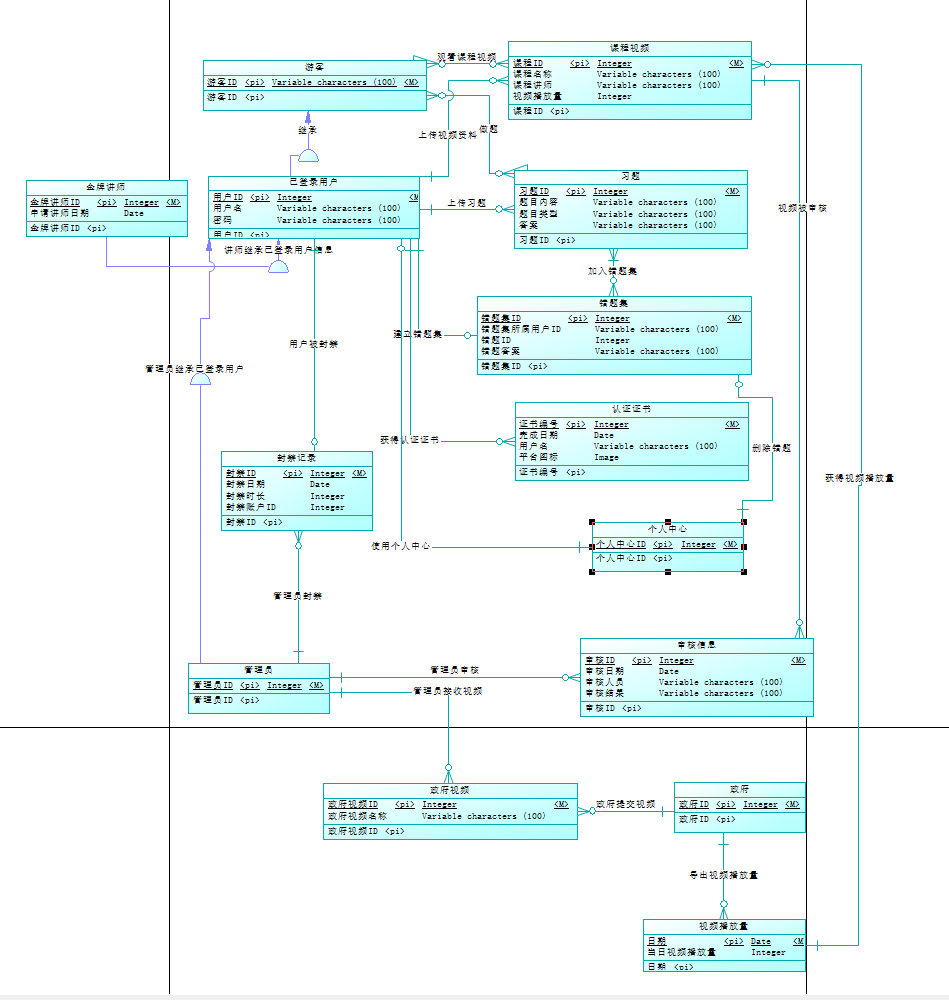 观看课程视频
课程视频
课程ID <pi> Integer <M>
课程名称 Variable characters (100)
课程讲师 Variable characters (100)
视频播放量 Integer
课程ID <pi>
游客
游客ID <pi> Variable characters (100) <M>
游客ID <pi>
继承
上传视频资料
做题
已登录用户
用户ID <pi> Integer <M
用户名 Variable characters (100)
密码 Variable characters (100)
用户ID <pi>
金牌讲师
金牌讲师ID <pi> Integer <M>
申请讲师日期 Date
金牌讲师ID <pi>
习题
习题ID <pi> Integer <M>
题目内容 Variable characters (100)
题目类型 Variable characters (100)
答案 Variable characters (100)
习题ID <pi>
上传习题
视频被审核
讲师继承已登录用户信息
加入错题集
错题集
错题集ID <pi> Integer <M>
错题集所属用户ID Variable characters (100)
错题ID Integer
错题答案 Variable characters (100)
错题集ID <pi>
建立错题集
用户被封禁
管理员继承已登录用户
认证证书
证书编号 <pi> Integer <M>
完成日期 Date
用户名 Variable characters (100)
平台图标 Image
证书编号 <pi>
获得认证证书
删除错题
封禁记录
封禁ID <pi> Integer <M>
封禁日期 Date
封禁时长 Integer
封禁账户ID Integer
封禁ID <pi>
获得视频播放量
个人中心
个人中心ID <pi> Integer <M>
个人中心ID <pi>
使用个人中心
管理员封禁
审核信息
审核ID <pi> Integer <M>
审核日期 Date
审核人员 Variable characters (100)
审核结果 Variable characters (100)
审核ID <pi>
管理员
管理员ID <pi> Integer <M>
管理员ID <pi>
管理员审核
管理员接收视频
政府视频
政府视频ID <pi> Integer <M>
政府视频名称 Variable characters (100)
政府视频ID <pi>
政府提交视频
政府
政府ID <pi> Integer <M>
政府ID <pi>
导出视频播放量
视频播放量
日期 <pi> Date <M
当日视频播放量 Integer
日期 <pi>